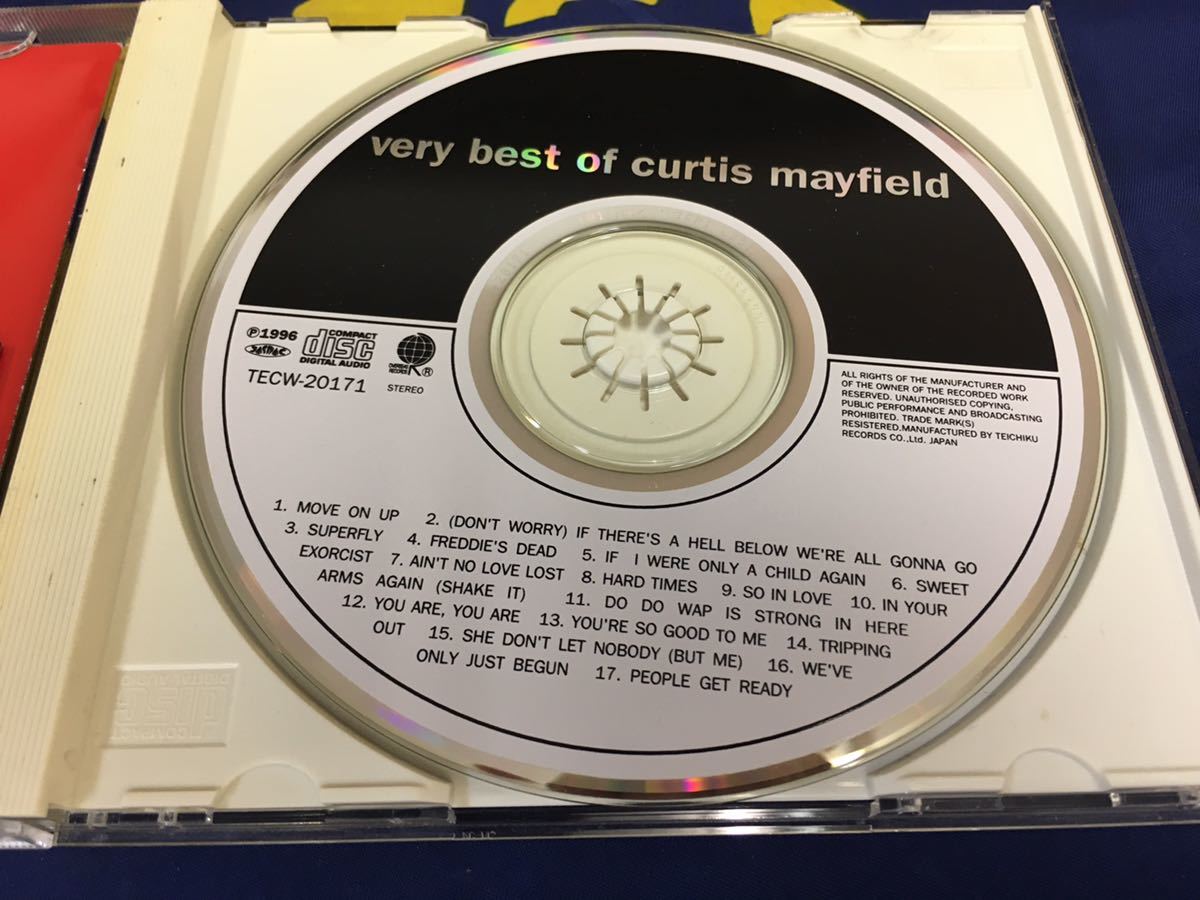 very best of curtis mayfield
℗1996
COMPACT
disc
DIGITAL AUDIO
OVERSEAS
RECORDS
R
®
TECW-20171
STEREO
ALL RIGHTS OF THE MANUFACTURER AND
OF THE OWNER OF THE RECORDED WORK
RESERVED. UNAUTHORISED COPYING,
PUBLIC PERFORMANCE AND BROADCASTING
PROHIBITED. TRADE MARK(S)
RESISTERED.MANUFACTURED BY TEICHIKU
RECORDS CO.,Ltd. JAPAN
1. MOVE ON UP 2. (DON'T WORRY) IF THERE'S A HELL BELOW WE'RE ALL GONNA GO
3. SUPERFLY 4. FREDDIE'S DEAD 5. IF I WERE ONLY A CHILD AGAIN 6. SWEET
EXORCIST 7. AIN'T NO LOVE LOST 8. HARD TIMES 9. SO IN LOVE 10. IN YOUR
ARMS AGAIN (SHAKE IT) 11. DO DO WAP IS STRONG IN HERE
12. YOU ARE, YOU ARE 13. YOU'RE SO GOOD TO ME 14. TRIPPING
OUT 15. SHE DON'T LET NOBODY (BUT ME) 16. WE'VE
ONLY JUST BEGUN 17. PEOPLE GET READY
COMPACT
disc
DIGITAL AUDIO